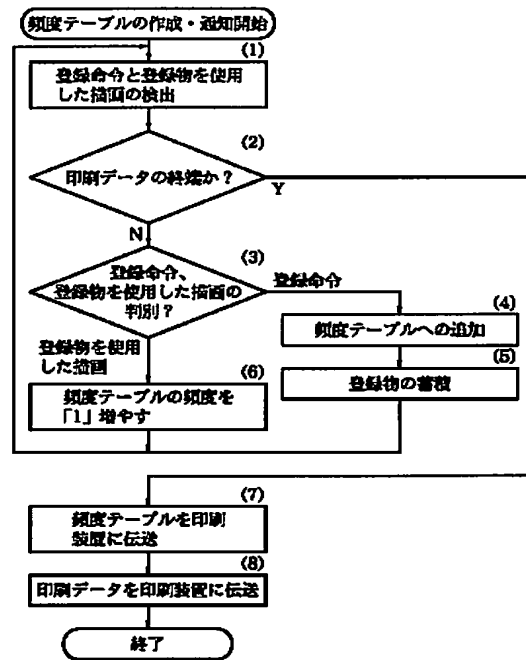 頻度テーブルの作成・通知開始
(1)
登録命令と登録物を使用
した描画の検出
(2)
印刷データの終端か?
Y
N
(3)
登録命令、
登録物を使用した描画の
判別?
登録命令
(4)
頻度テーブルへの追加
(5)
登録物の蓄積
登録物を使用
した描画
(6)
頻度テーブルの頻度を
「1」増やす
(7)
頻度テーブルを印刷
装置に伝送
(8)
印刷データを印刷装置に伝送
終了